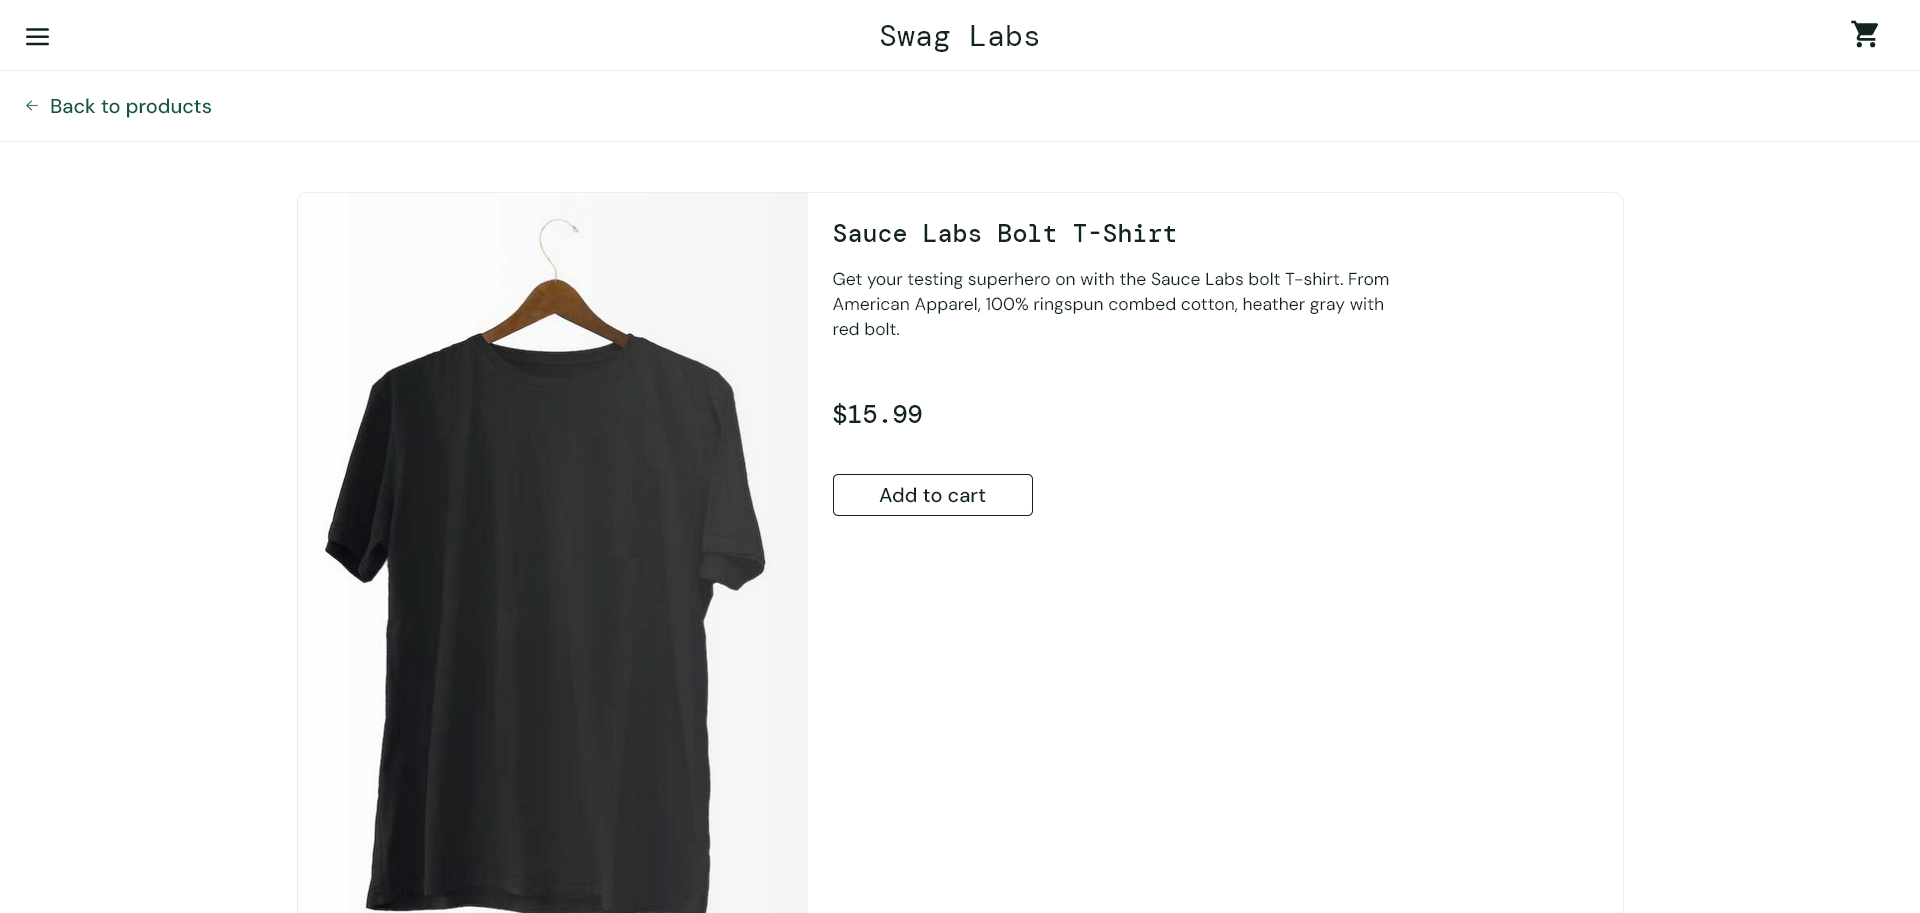 Swag Labs
Back to products
Sauce Labs Bolt T-Shirt
Get your testing superhero on with the Sauce Labs bolt T-shirt. From
American Apparel, 100% ringspun combed cotton, heather gray with
red bolt.
$15.99
Add to cart